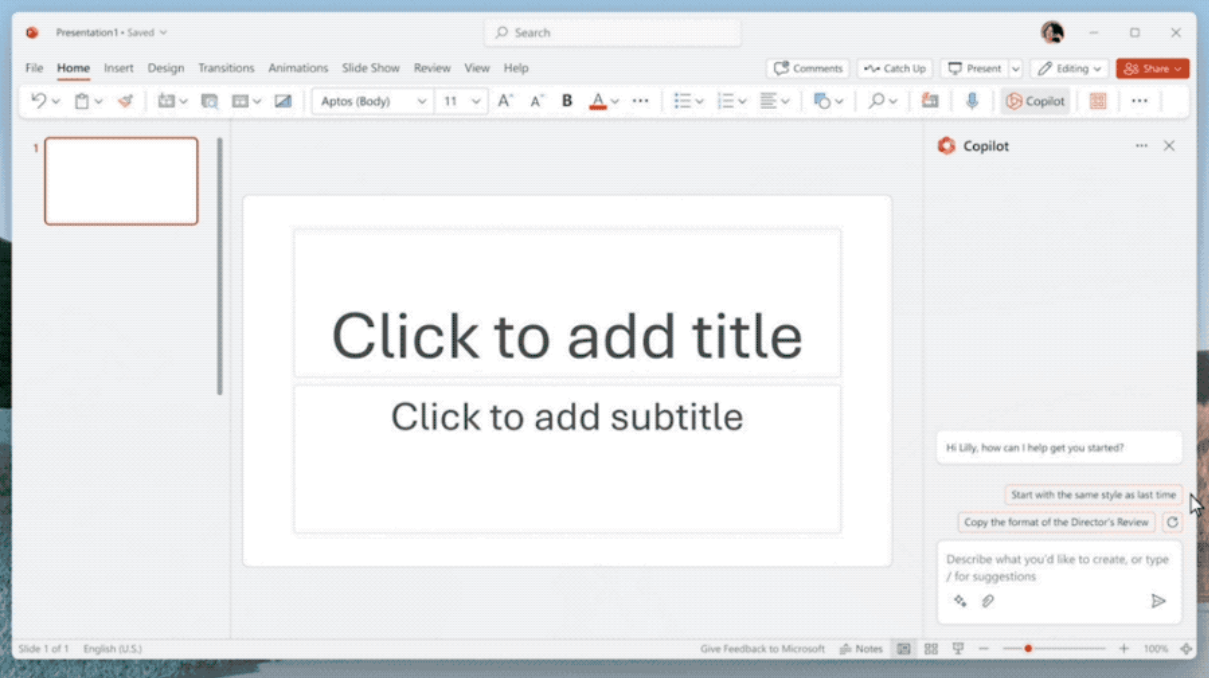 Presentation1 • Saved
Search
File Home Insert Design Transitions Animations Slide Show Review View Help
Comments Catch Up Present Editing Share
Aptos (Body) 11 A A B A Copilot
1
Copilot
Click to add title
Click to add subtitle
Hi Lilly, how can I help get you started?
Start with the same style as last time
Copy the format of the Director's Review
Describe what you'd like to create, or type
/ for suggestions
Slide 1 of 1 English (U.S.) Give Feedback to Microsoft Notes 100%